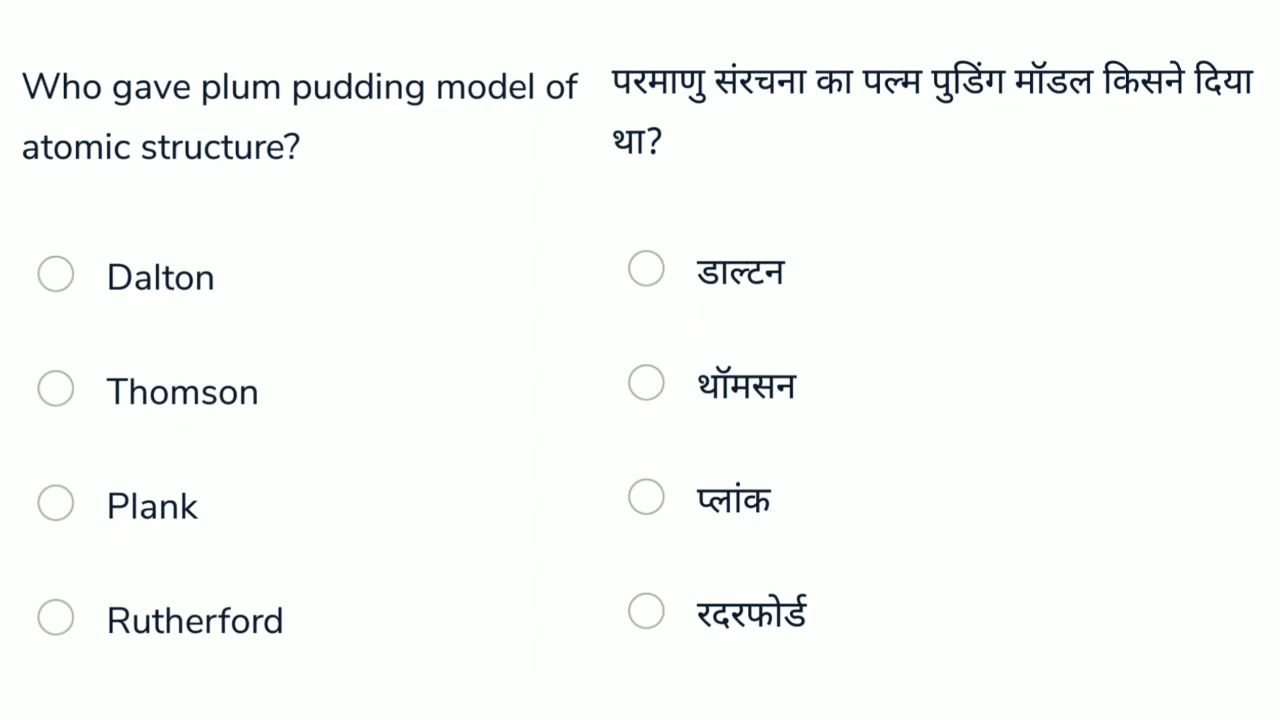 Who gave plum pudding model of
atomic structure?
Dalton
Thomson
Plank
Rutherford
परमाणु संरचना का पल्म पुडिंग मॉडल किसने दिया
था?
डाल्टन
थॉमसन
प्लांक
रदरफोर्ड